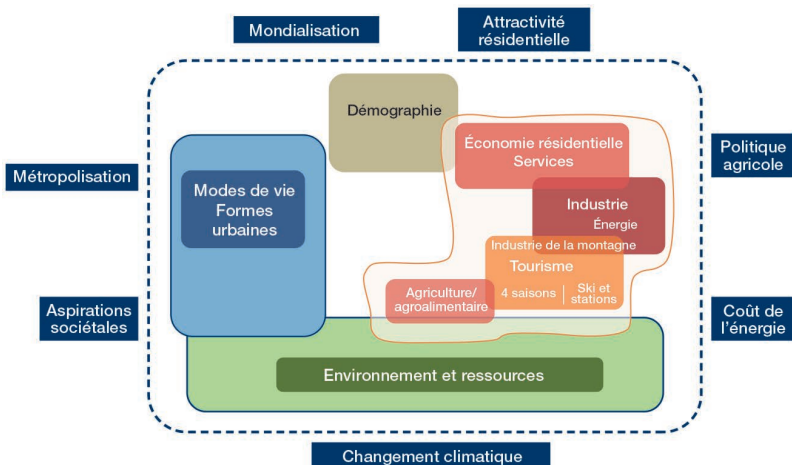 Mondialisation
Attractivité
résidentielle
Démographie
Économie résidentielle
Services
Politique
agricole
Métropolisation
Modes de vie
Formes
urbaines
Industrie
Énergie
Industrie de la montagne
Tourisme
4 saisons
Ski et
stations
Agriculture/
agroalimentaire
Aspirations
sociétales
Coût de
l'énergie
Environnement et ressources
Changement climatique